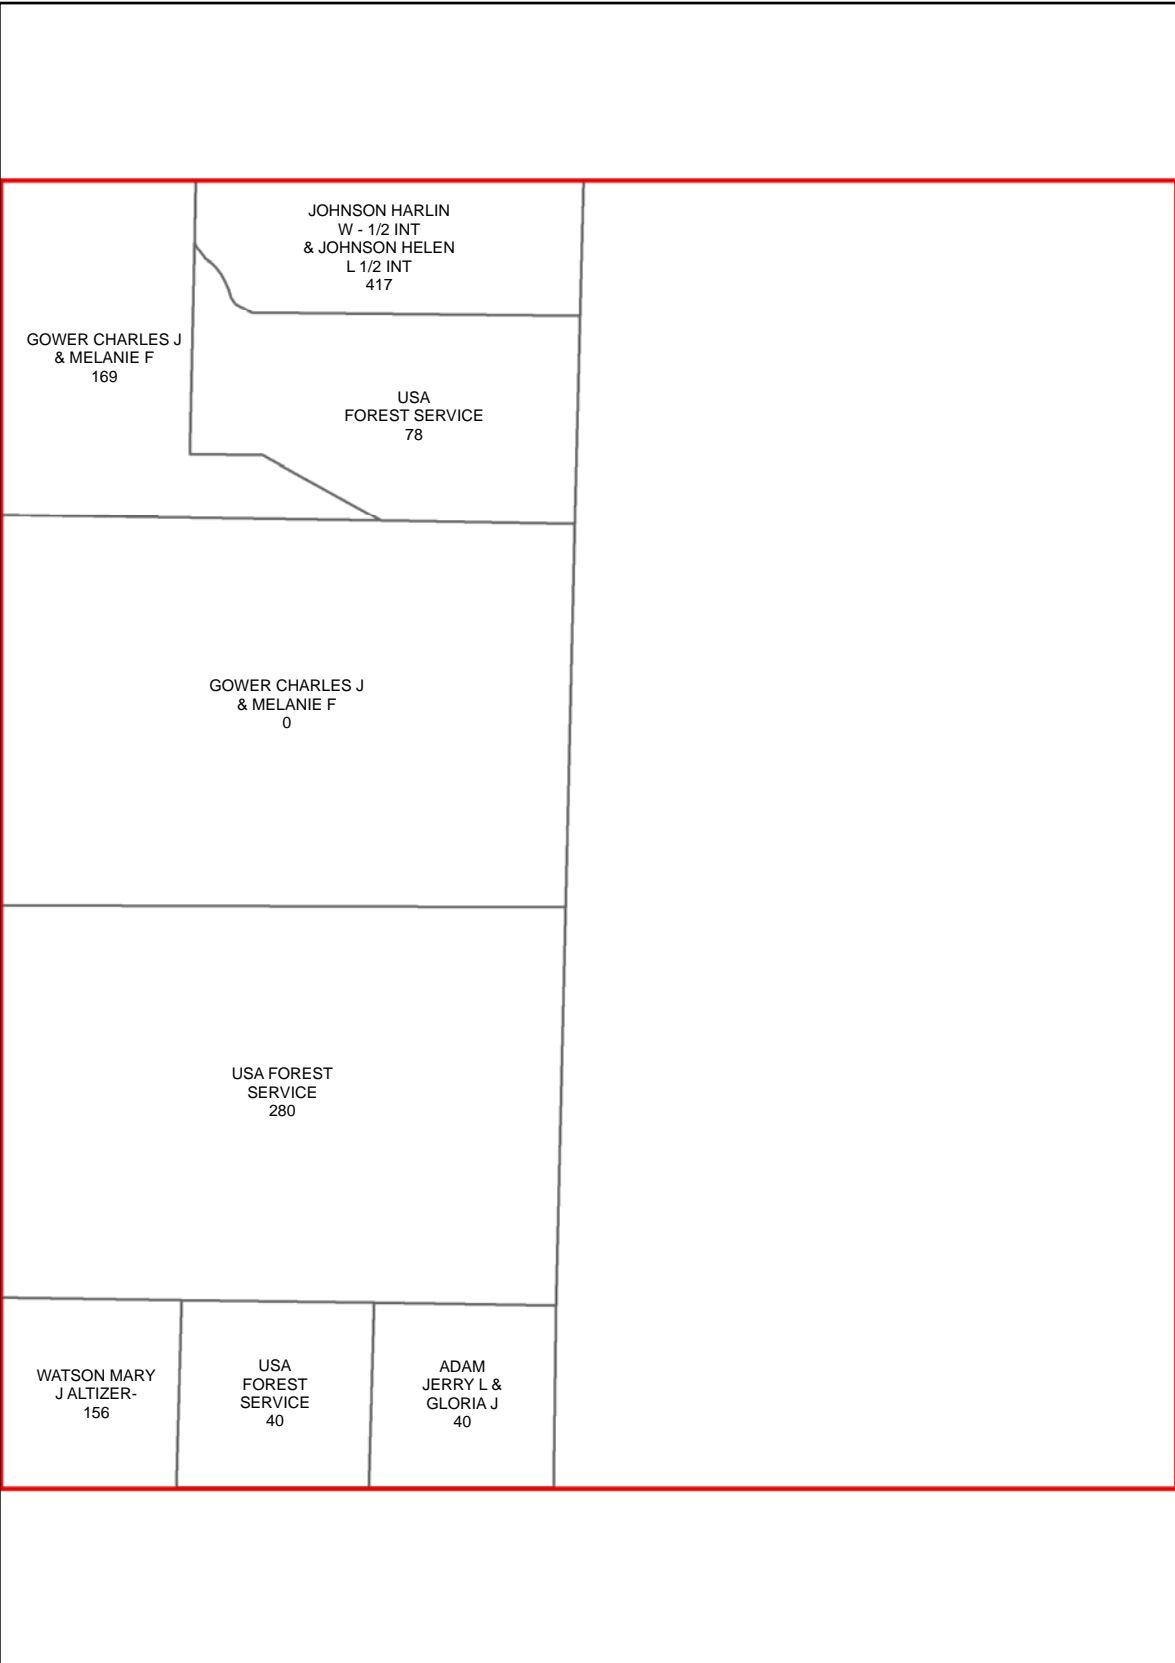 JOHNSON HARLIN
W - 1/2 INT
& JOHNSON HELEN
L 1/2 INT
417
GOWER CHARLES J
& MELANIE F
169
USA
FOREST SERVICE
78
GOWER CHARLES J
& MELANIE F
0
USA FOREST
SERVICE
280
WATSON MARY
J ALTIZER-
156
USA
FOREST
SERVICE
40
ADAM
JERRY L &
GLORIA J
40